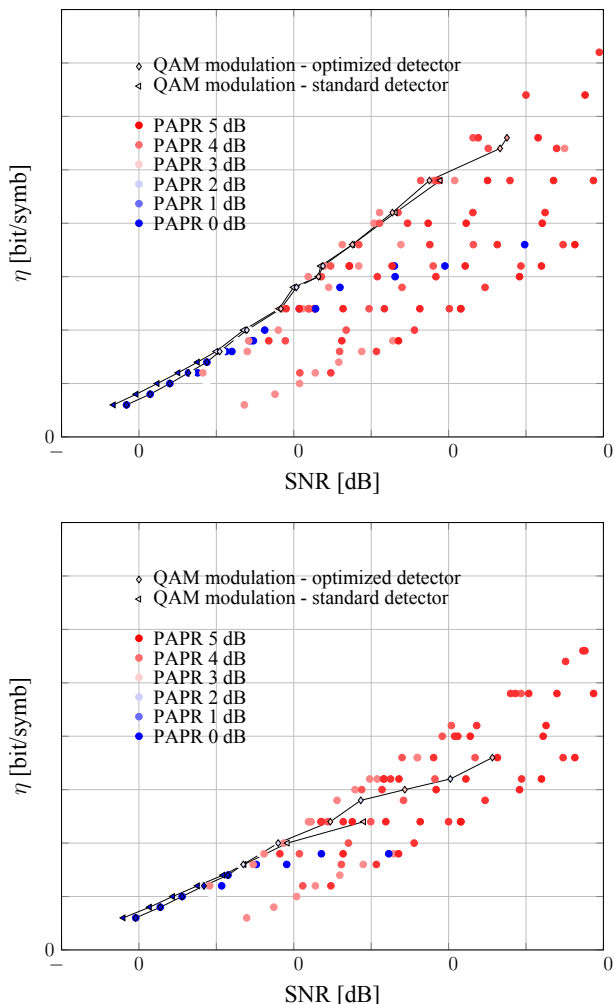 QAM modulation - optimized detector
QAM modulation - standard detector
PAPR 5 dB
PAPR 4 dB
PAPR 3 dB
PAPR 2 dB
PAPR 1 dB
PAPR 0 dB
η [bit/symb]
0
− 0 0 0 0
SNR [dB]
QAM modulation - optimized detector
QAM modulation - standard detector
PAPR 5 dB
PAPR 4 dB
PAPR 3 dB
PAPR 2 dB
PAPR 1 dB
PAPR 0 dB
η [bit/symb]
0
− 0 0 0 0
SNR [dB]